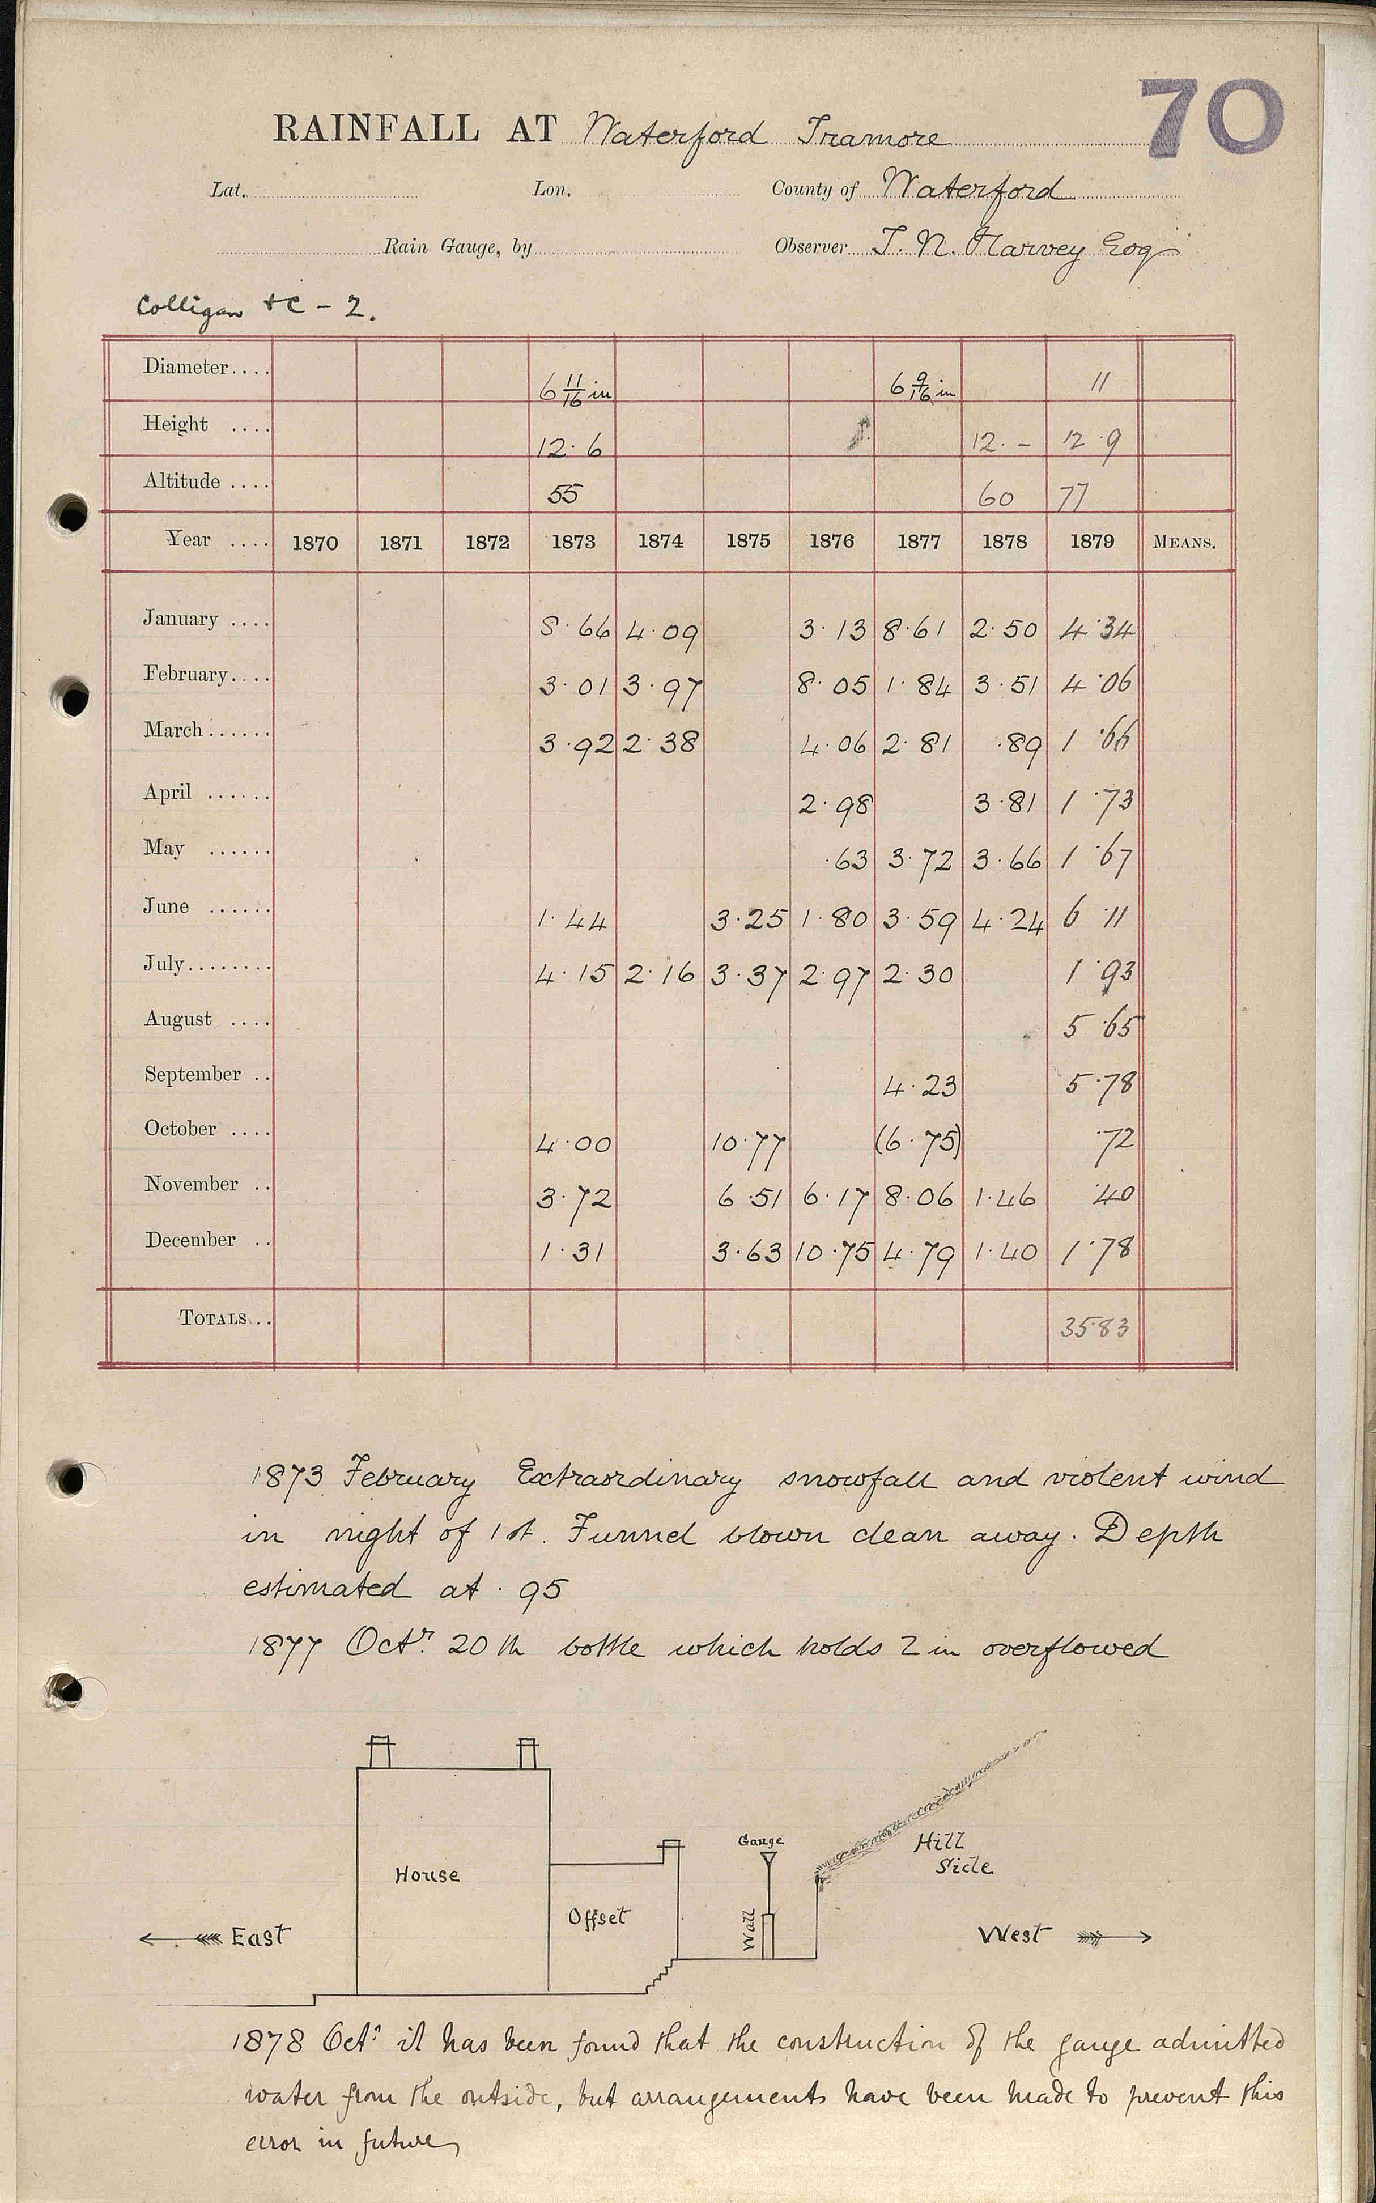 70
RAINFALL AT Waterford Tramore
Lat. Lon. County of Waterford
Rain Gauge, by Observer T. N. Harvey Esq
Colligan &C - 2.
Diameter.... 6 11/16 in 6 9/16 in 11
Height .... 12.6 12.- 12.9
Altitude .... 55 60 77
Year .... 1870 1871 1872 1873 1874 1875 1876 1877 1878 1879 MEANS.
January .... 8.66 4.09 3.13 8.61 2.50 4.34
February.... 3.01 3.97 8.05 1.84 3.51 4.06
March...... 3.92 2.38 4.06 2.81 .89 1.66
April ...... 2.98 3.81 1.73
May ...... .63 3.72 3.66 1.67
June ...... 1.44 3.25 1.80 3.59 4.24 6.11
July........ 4.15 2.16 3.37 2.97 2.30 1.93
August .... 5.65
September .. 4.23 5.78
October .... 4.00 10.77 (6.75) .72
November .. 3.72 6.51 6.17 8.06 1.46 .40
December .. 1.31 3.63 10.75 4.79 1.40 1.78
TOTALS... 35.83
1873 February Extraordinary snowfall and violent wind
in night of 1st. Funnel blown clean away. Depth
estimated at .95
1877 Octr 20th bottle which holds 2 in overflowed
Gauge
Hill
Side
House
Offset
Wall
East
West
1878 Octr it has been found that the construction of the gauge admitted
water from the outside, but arrangements have been made to prevent this
error in future